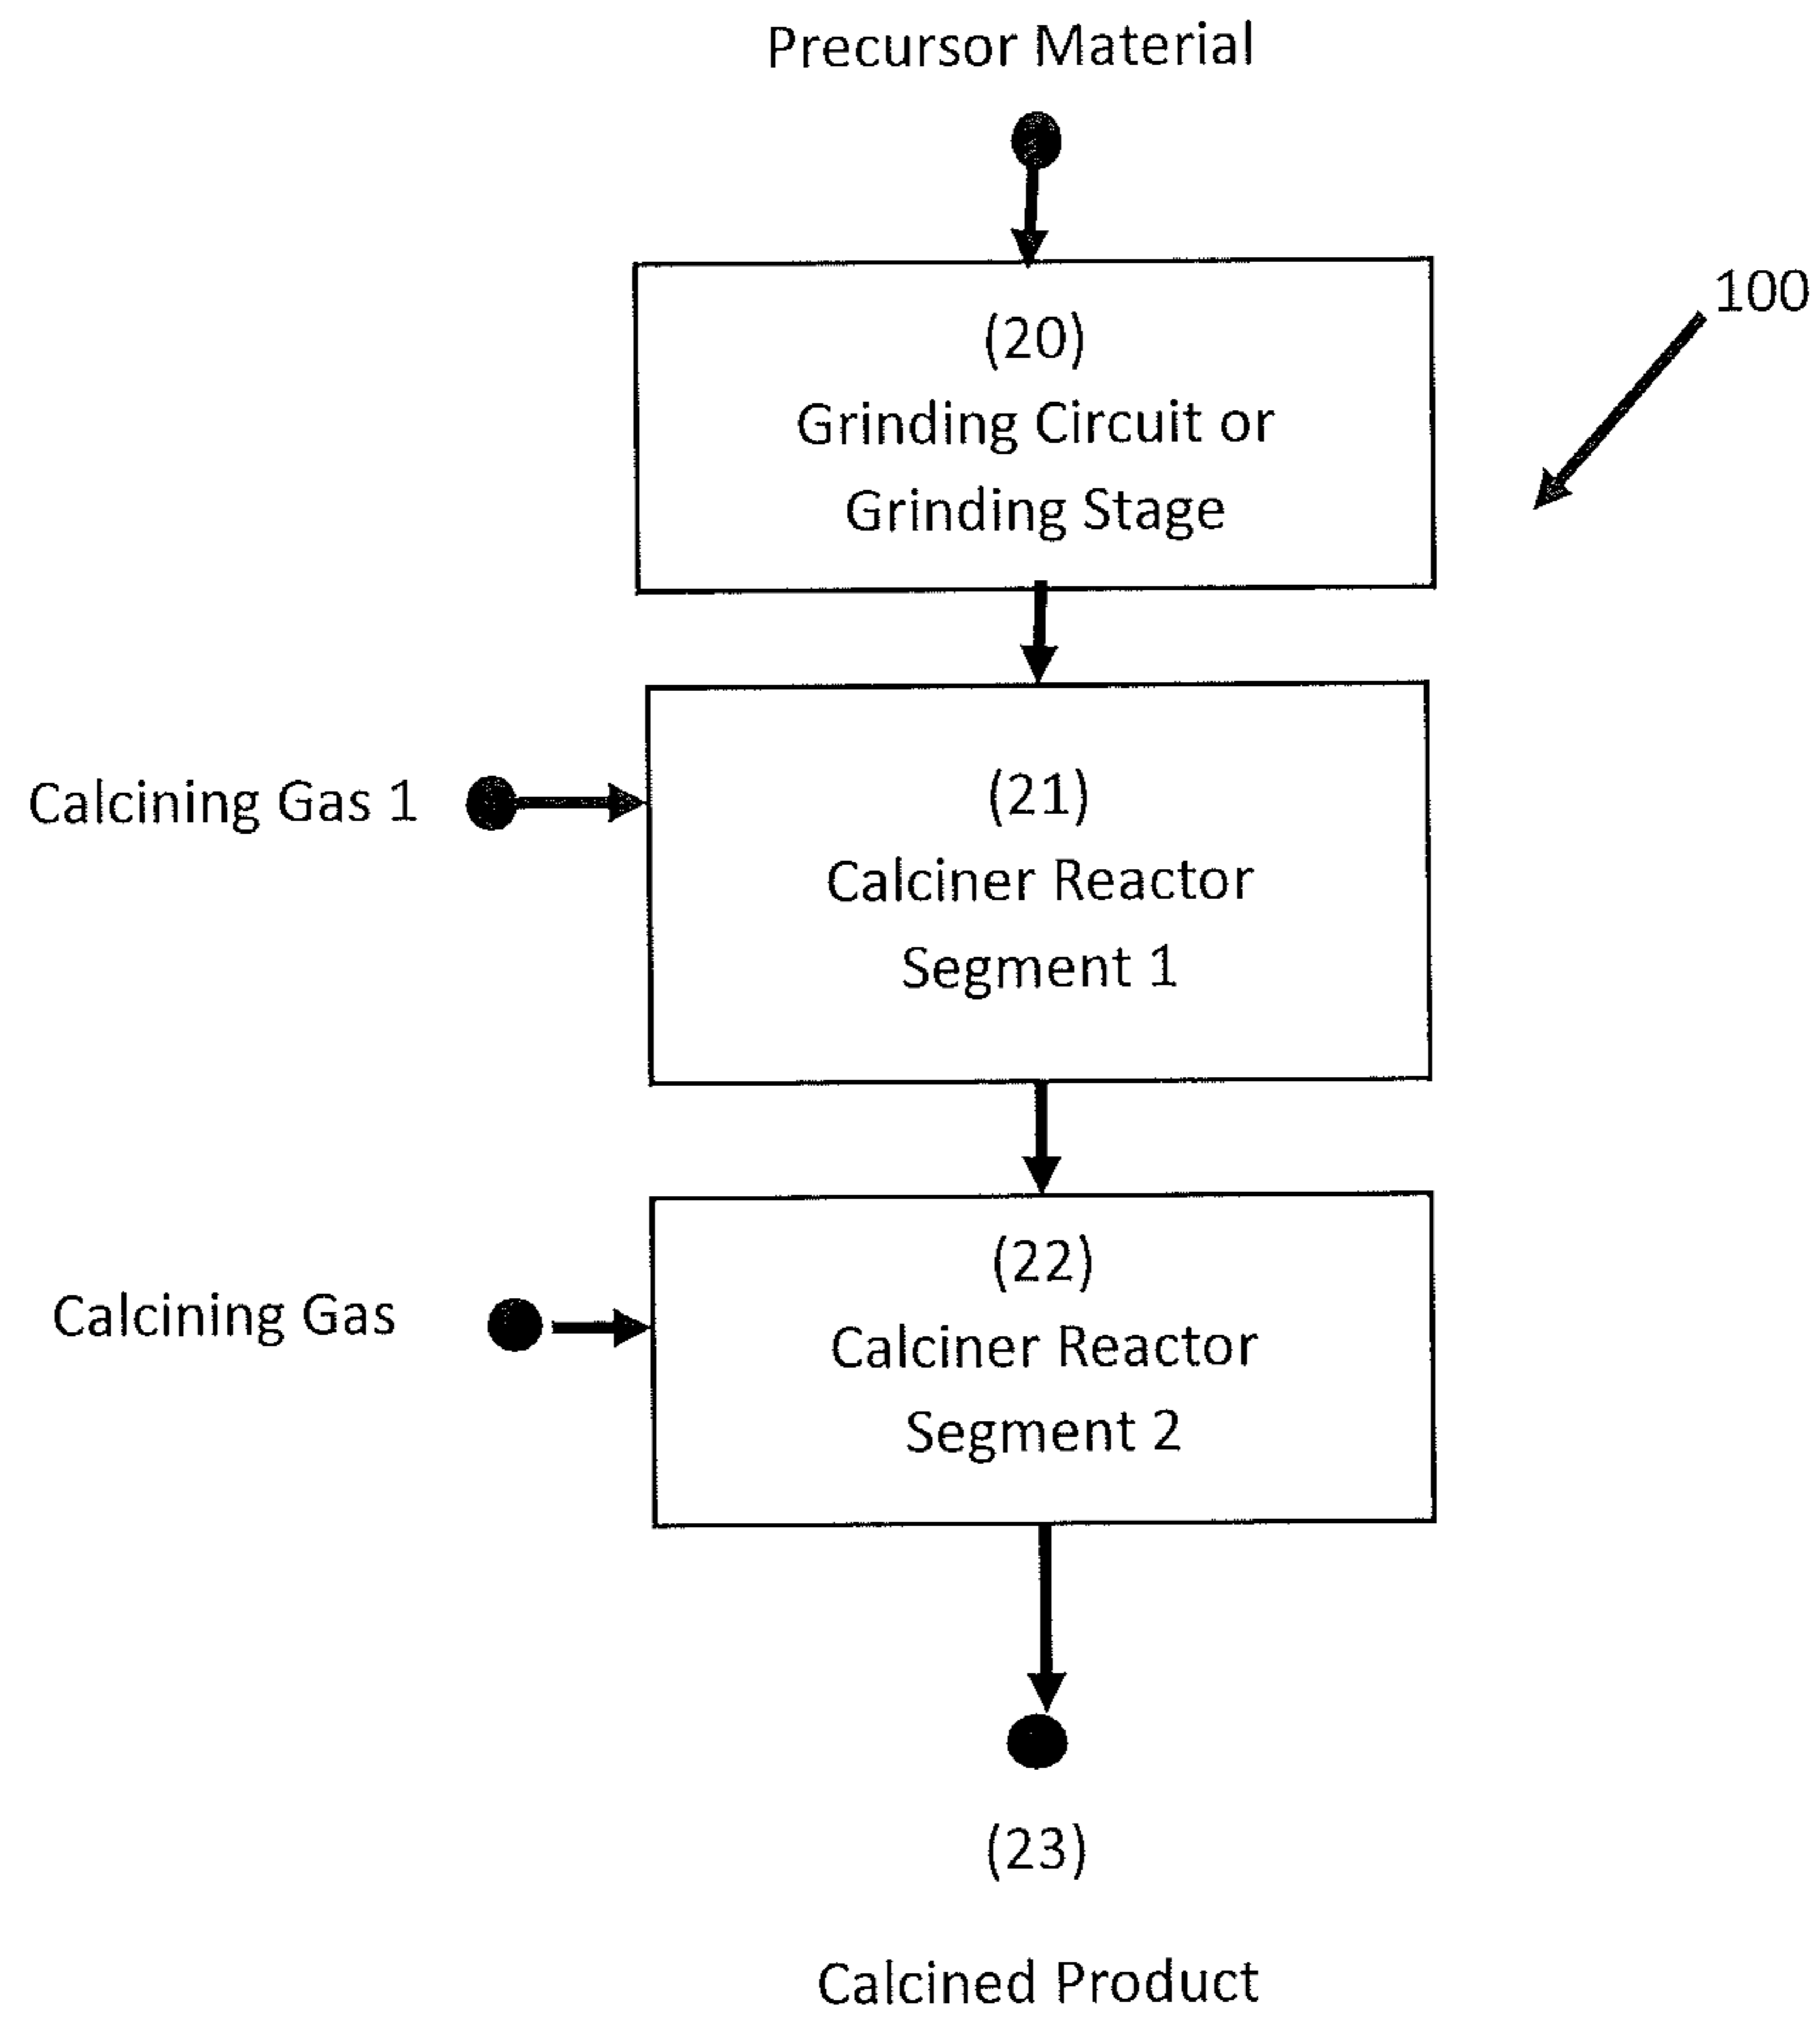 Precursor Material
100
(20)
Grinding Circuit or
Grinding Stage
Calcining Gas 1
(21)
Calciner Reactor
Segment 1
Calcining Gas
(22)
Calciner Reactor
Segment 2
(23)
Calcined Product